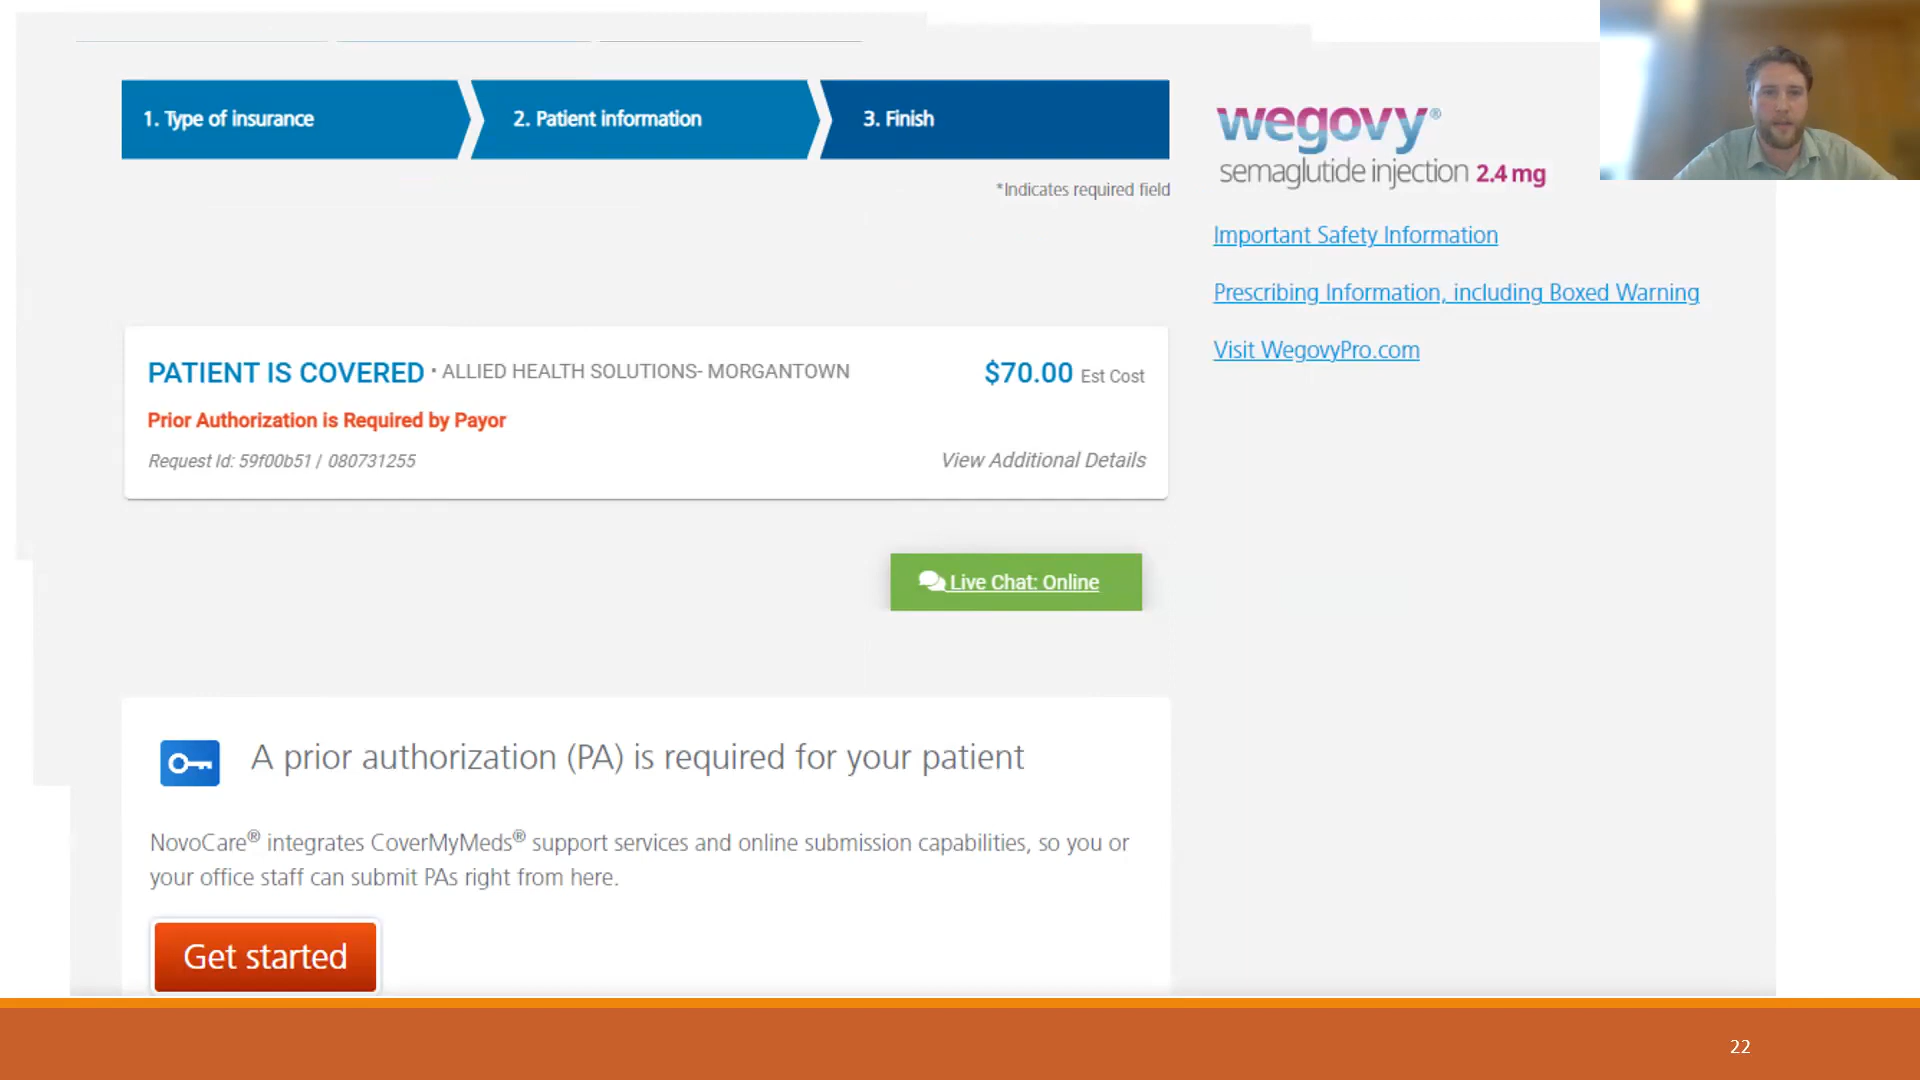 1. Type of insurance
2. Patient information
3. Finish
*Indicates required field
wegovy®
semaglutide injection 2.4 mg
Important Safety Information
Prescribing Information, including Boxed Warning
Visit WegovyPro.com
PATIENT IS COVERED • ALLIED HEALTH SOLUTIONS- MORGANTOWN
$70.00 Est Cost
Prior Authorization is Required by Payor
Request Id: 59f00b51 / 080731255
View Additional Details
Live Chat: Online
A prior authorization (PA) is required for your patient
NovoCare® integrates CoverMyMeds® support services and online submission capabilities, so you or
your office staff can submit PAs right from here.
Get started
22